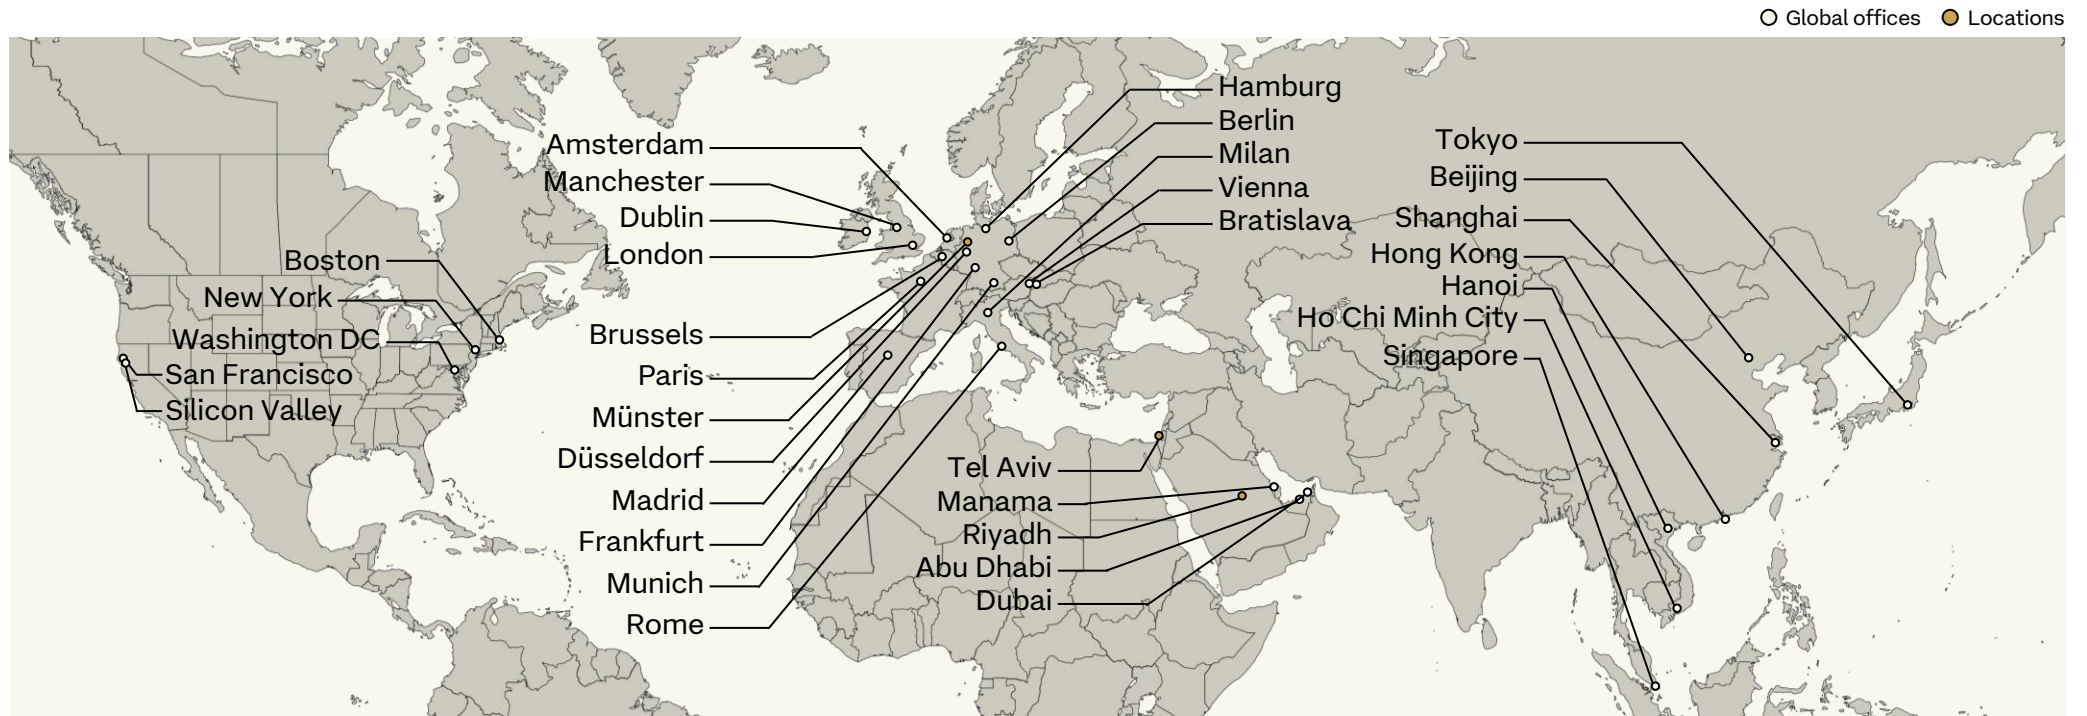 Global offices
Locations
Boston
New York
Washington DC
San Francisco
Silicon Valley
Amsterdam
Manchester
Dublin
London
Brussels
Paris
Münster
Düsseldorf
Madrid
Frankfurt
Munich
Rome
Hamburg
Berlin
Milan
Vienna
Bratislava
Tel Aviv
Manama
Riyadh
Abu Dhabi
Dubai
Tokyo
Beijing
Shanghai
Hong Kong
Hanoi
Ho Chi Minh City
Singapore